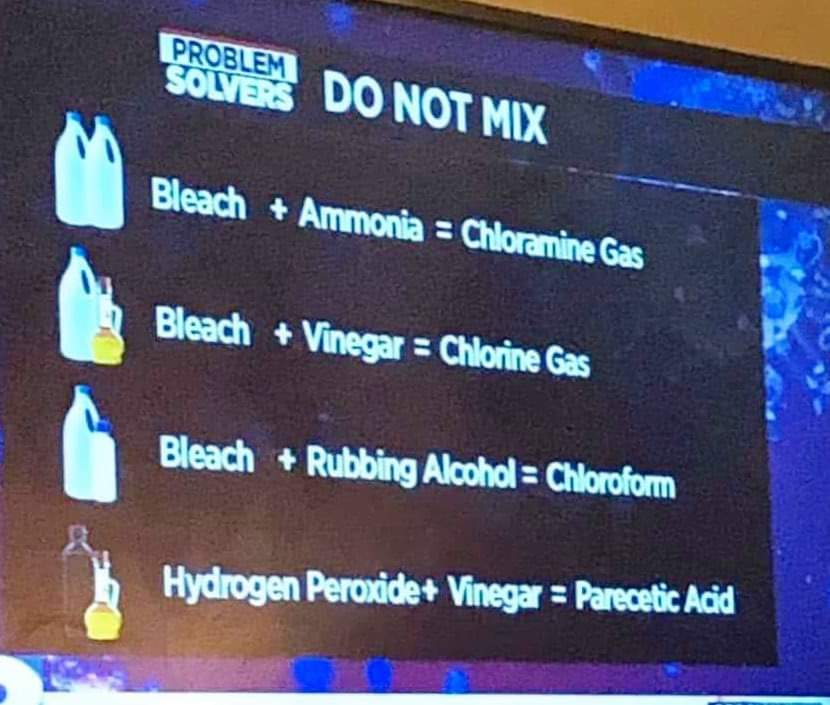 PROBLEM
SOLVERS
DO NOT MIX
Bleach + Ammonia = Chloramine Gas
Bleach + Vinegar = Chlorine Gas
Bleach + Rubbing Alcohol = Chloroform
Hydrogen Peroxide+ Vinegar = Parecetic Acid